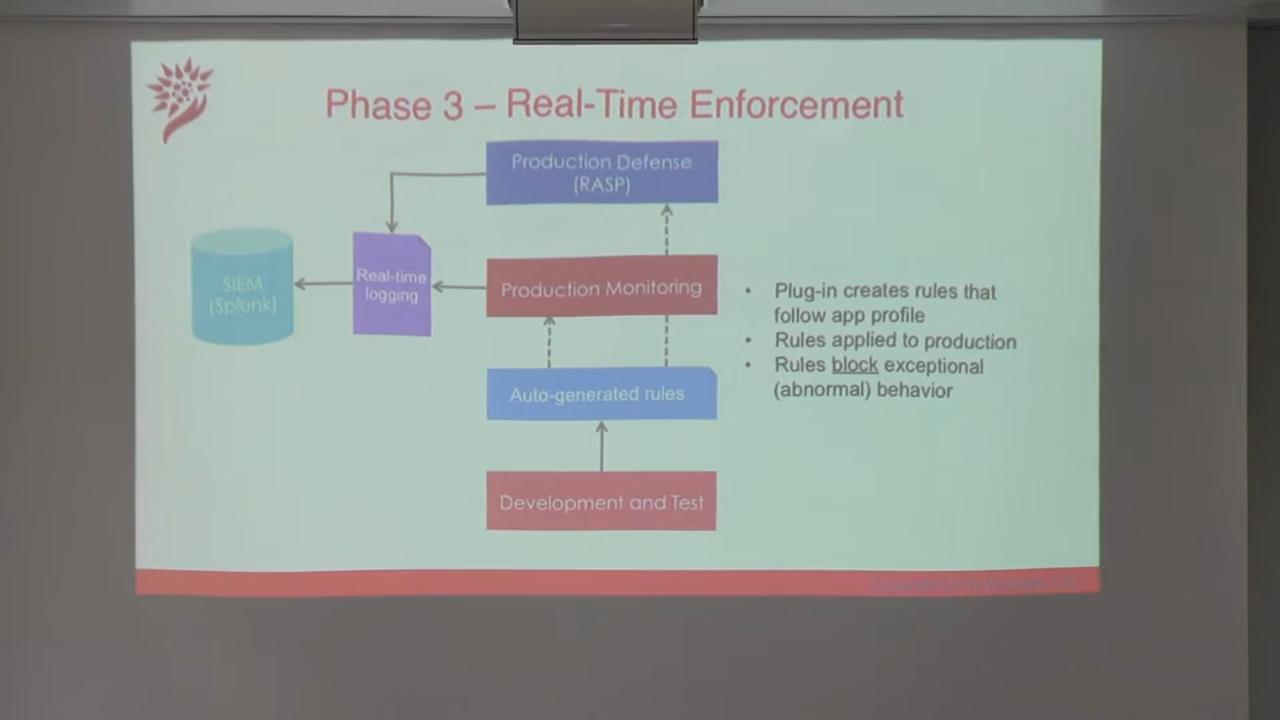 Phase 3 – Real-Time Enforcement
Production Defense
(RASP)
SIEM
(Splunk)
Real-time
logging
Production Monitoring
Auto-generated rules
Development and Test
• Plug-in creates rules that
follow app profile
• Rules applied to production
• Rules block exceptional
(abnormal) behavior